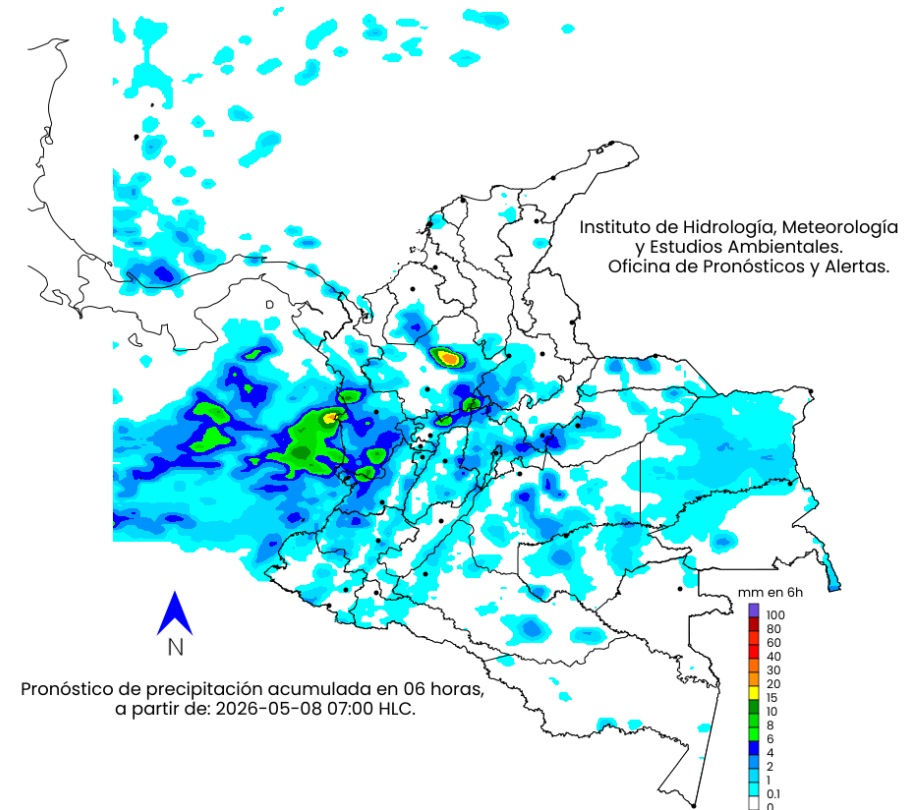 Instituto de Hidrología, Meteorología
y Estudios Ambientales.
Oficina de Pronósticos y Alertas.
mm en 6h
100
80
60
40
30
20
15
10
8
6
4
2
1
0.1
0
N
Pronóstico de precipitación acumulada en 06 horas,
a partir de: 2026-05-08 07:00 HLC.